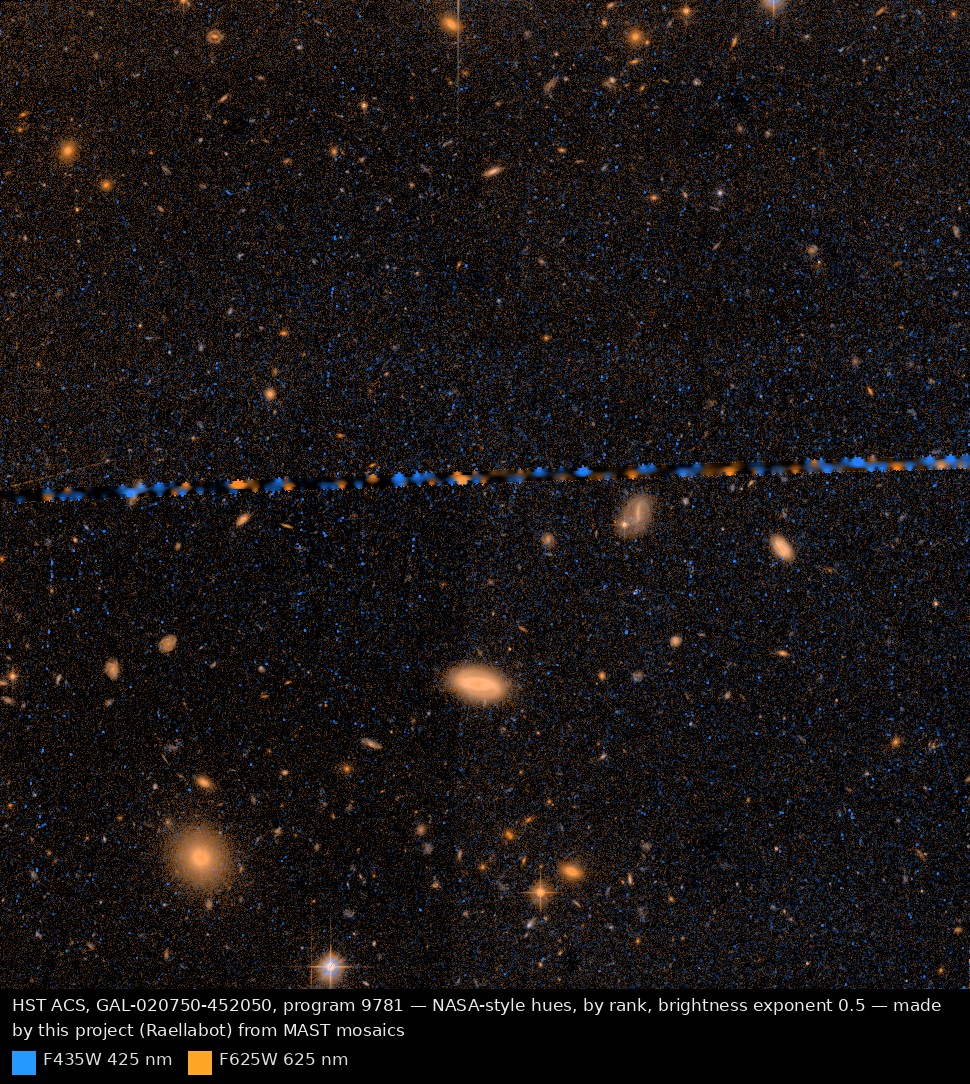 HST ACS, GAL-020750-452050, program 9781 — NASA-style hues, by rank, brightness exponent 0.5 — made
by this project (Raellabot) from MAST mosaics
F435W 425 nm F625W 625 nm